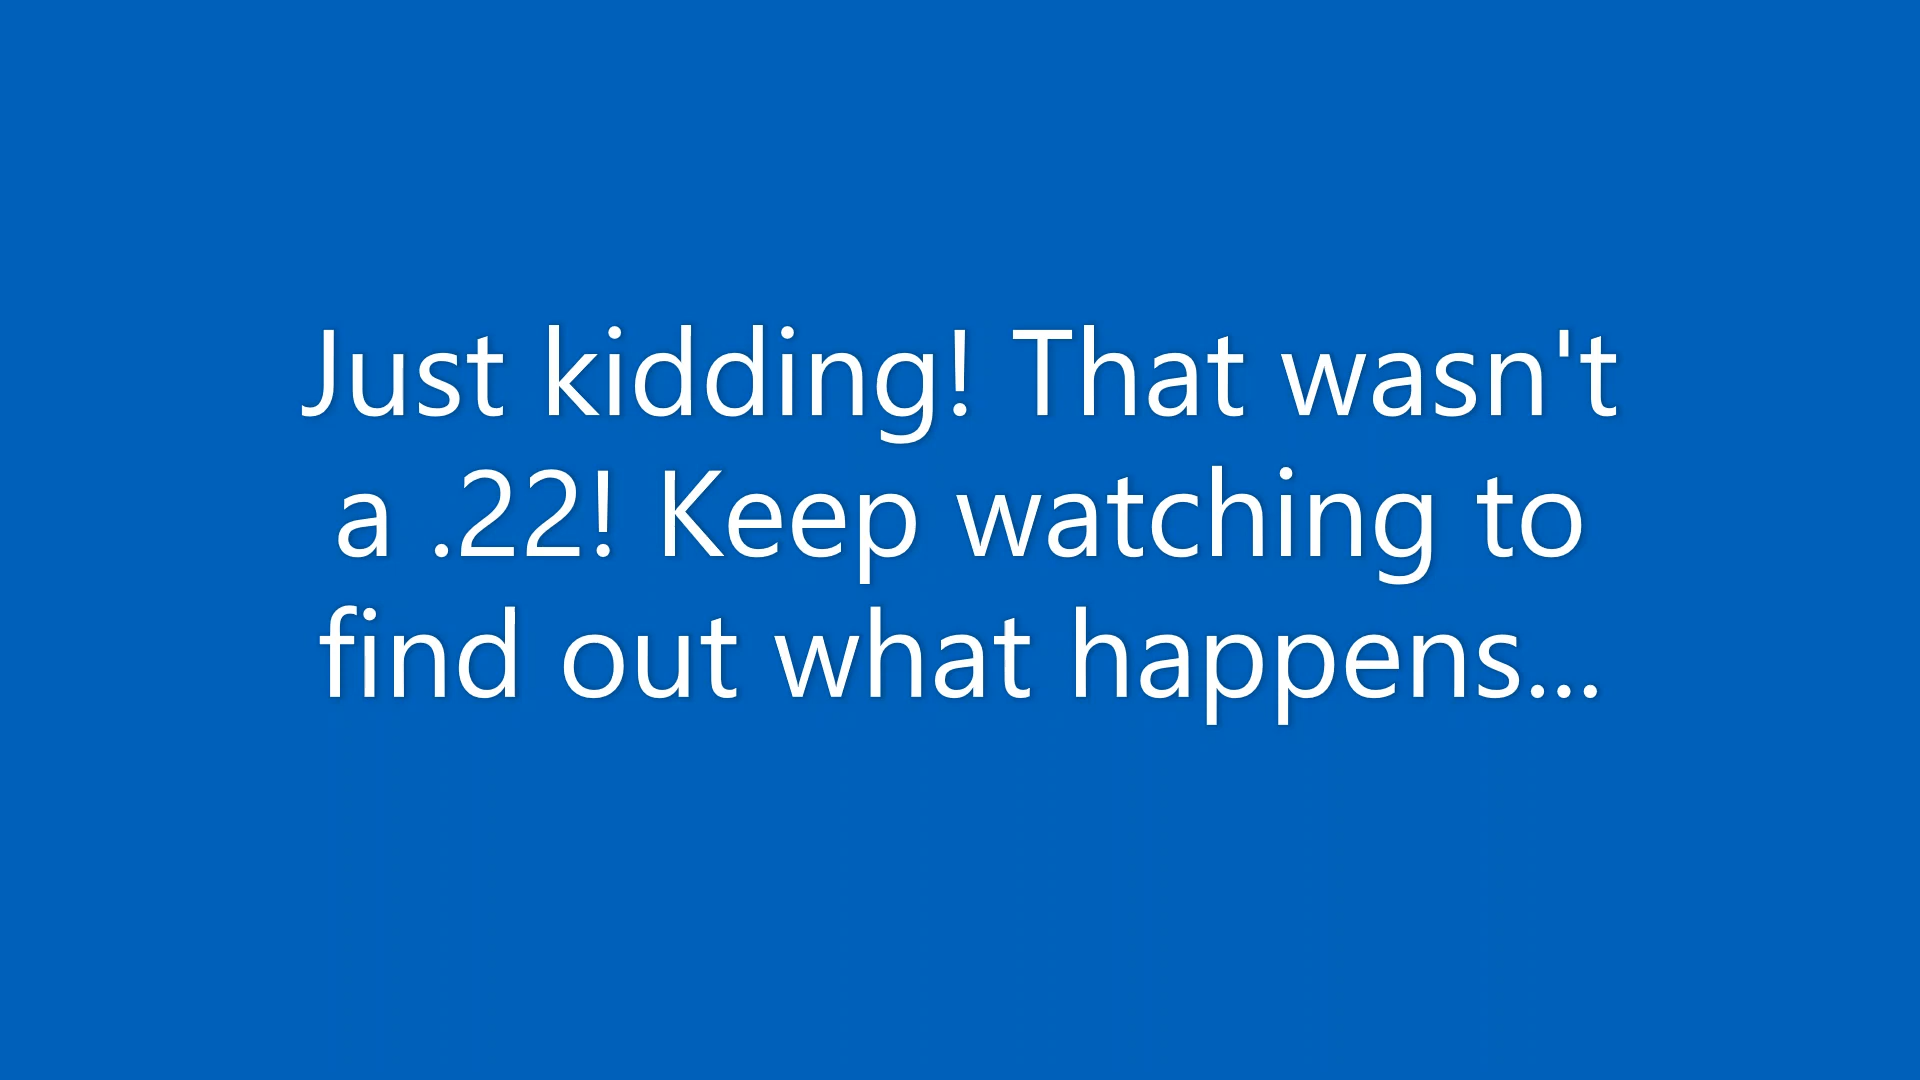 Just kidding! That wasn't
a .22! Keep watching to
find out what happens...